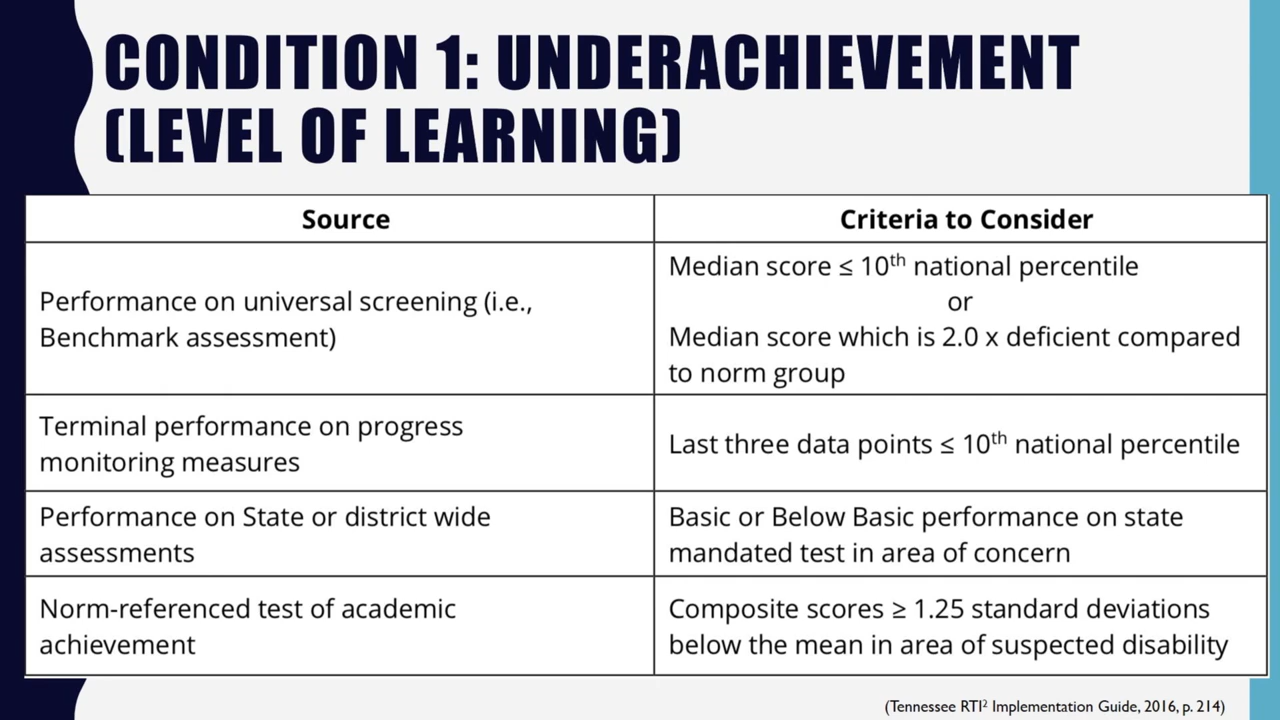 CONDITION 1: UNDERACHIEVEMENT
(LEVEL OF LEARNING)
Source
Criteria to Consider
Performance on universal screening (i.e.,
Benchmark assessment)
Median score ≤ 10th national percentile
or
Median score which is 2.0 x deficient compared
to norm group
Terminal performance on progress
monitoring measures
Last three data points ≤ 10th national percentile
Performance on State or district wide
assessments
Basic or Below Basic performance on state
mandated test in area of concern
Norm-referenced test of academic
achievement
Composite scores ≥ 1.25 standard deviations
below the mean in area of suspected disability
(Tennessee RTI² Implementation Guide, 2016, p. 214)